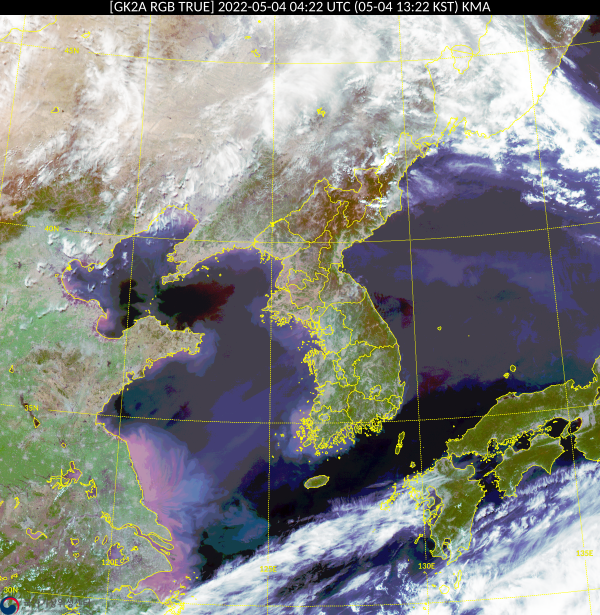 [GK2A RGB TRUE] 2022-05-04 04:22 UTC (05-04 13:22 KST) KMA
40N
35N
120E
125E
130E
135E
30N